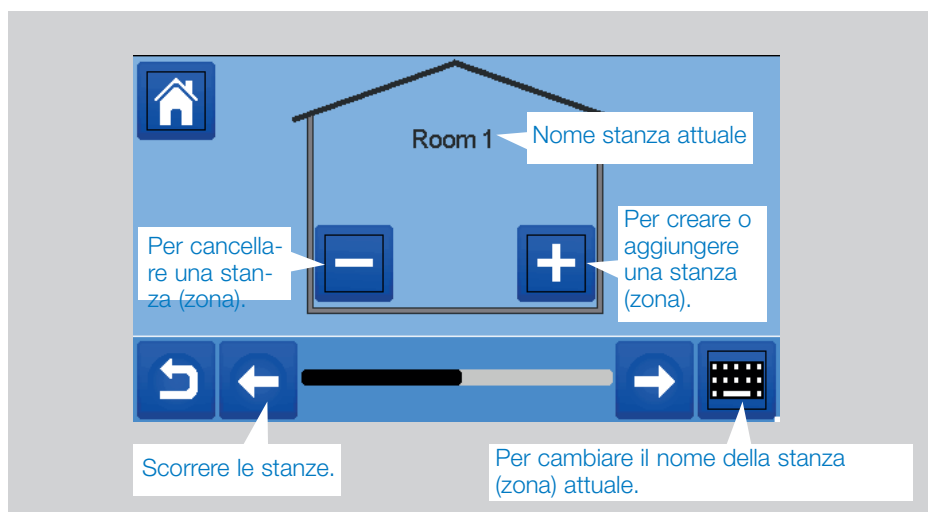 Room 1
Nome stanza attuale
Per cancella-
re una stan-
za (zona).
Per creare o
aggiungere
una stanza
(zona).
Scorrere le stanze.
Per cambiare il nome della stanza
(zona) attuale.